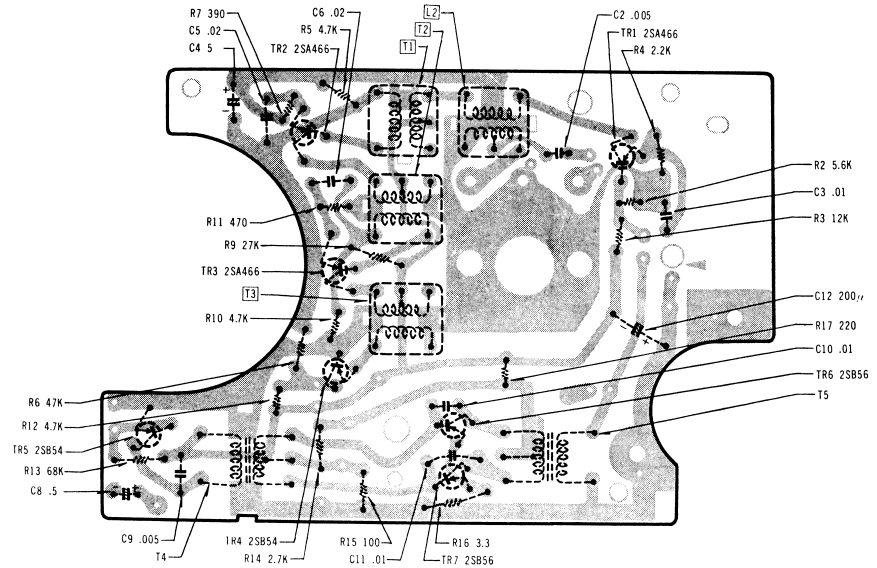 R7 390
C6 .02
L2
C2 .005
C5 .02
R5 4.7K
T2
TR1 2SA466
C4 5
TR2 2SA466
T1
R4 2.2K
+
−
R2 5.6K
C3 .01
R11 470
R3 12K
R9 27K
TR3 2SA466
T3
C12 200μ
R10 4.7K
R17 220
−
+
C10 .01
TR6 2SB56
R6 47K
T5
R12 4.7K
TR5 2SB54
R13 68K
C8 .5
+
C9 .005
TR4 2SB54
R15 100
R16 3.3
T4
R14 2.7K
C11 .01
TR7 2SB56